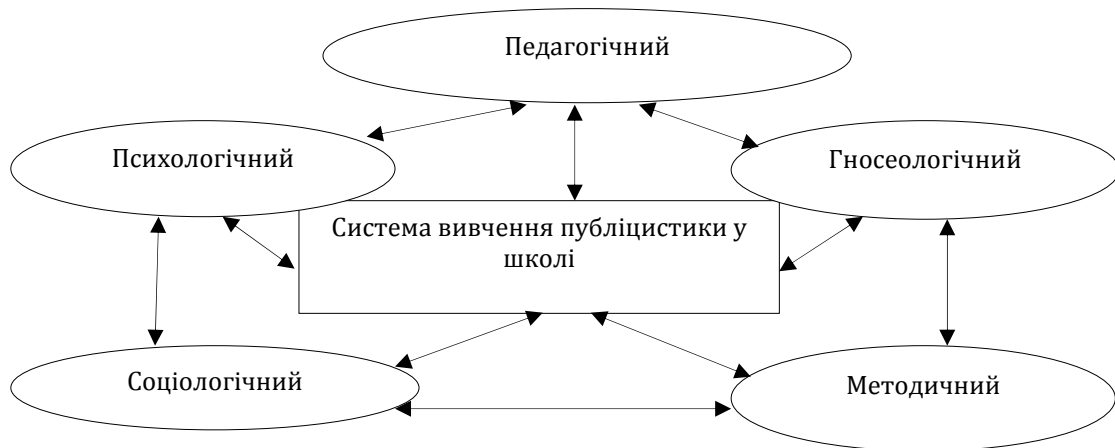 Педагогічний
Психологічний
Гносеологічний
Система вивчення публіцистики у
школі
Соціологічний
Методичний